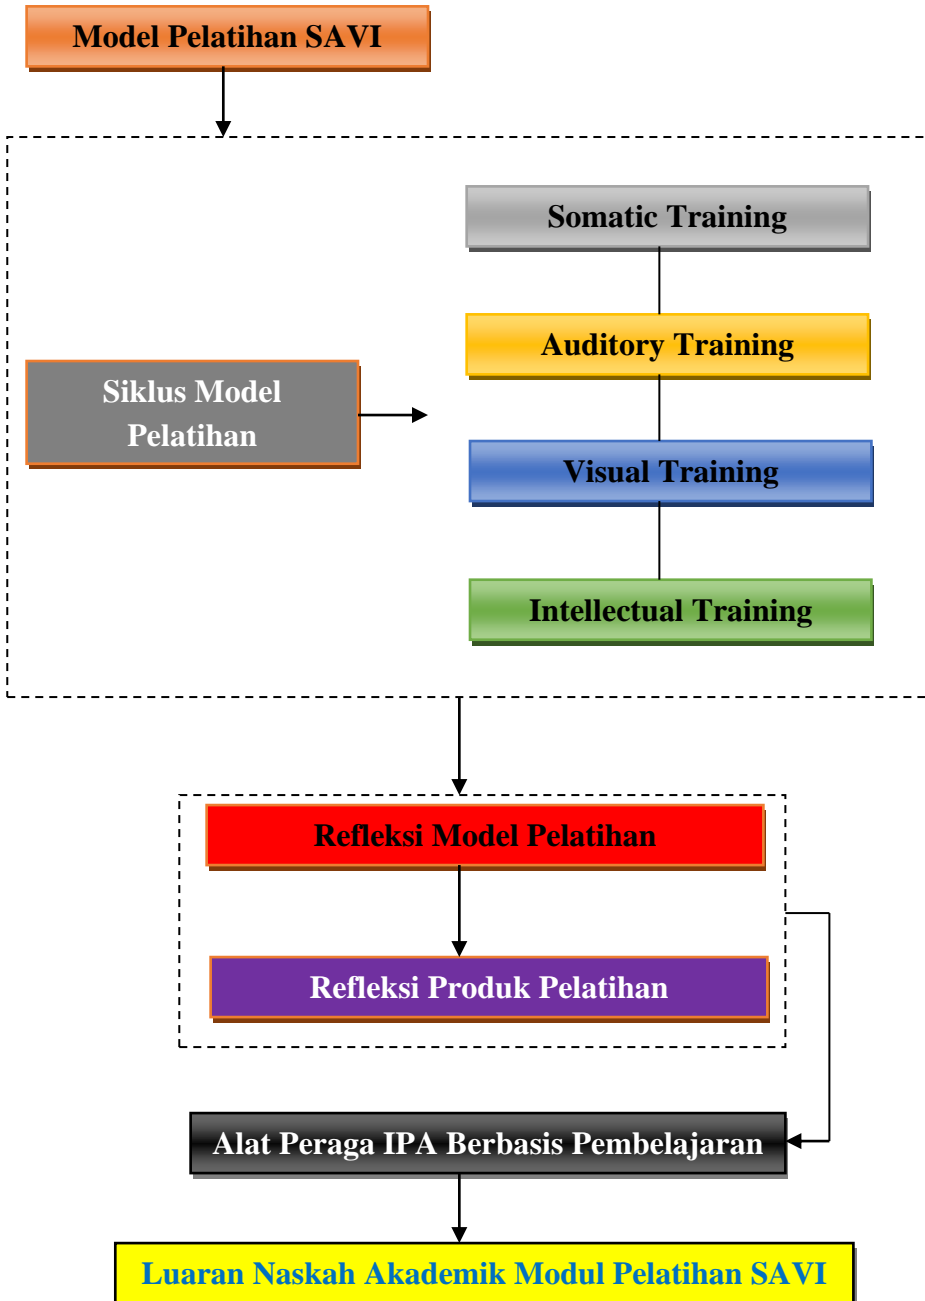 Model Pelatihan SAVI
Somatic Training
Auditory Training
Siklus Model
Pelatihan
Visual Training
Intellectual Training
Refleksi Model Pelatihan
Refleksi Produk Pelatihan
Alat Peraga IPA Berbasis Pembelajaran
Luaran Naskah Akademik Modul Pelatihan SAVI